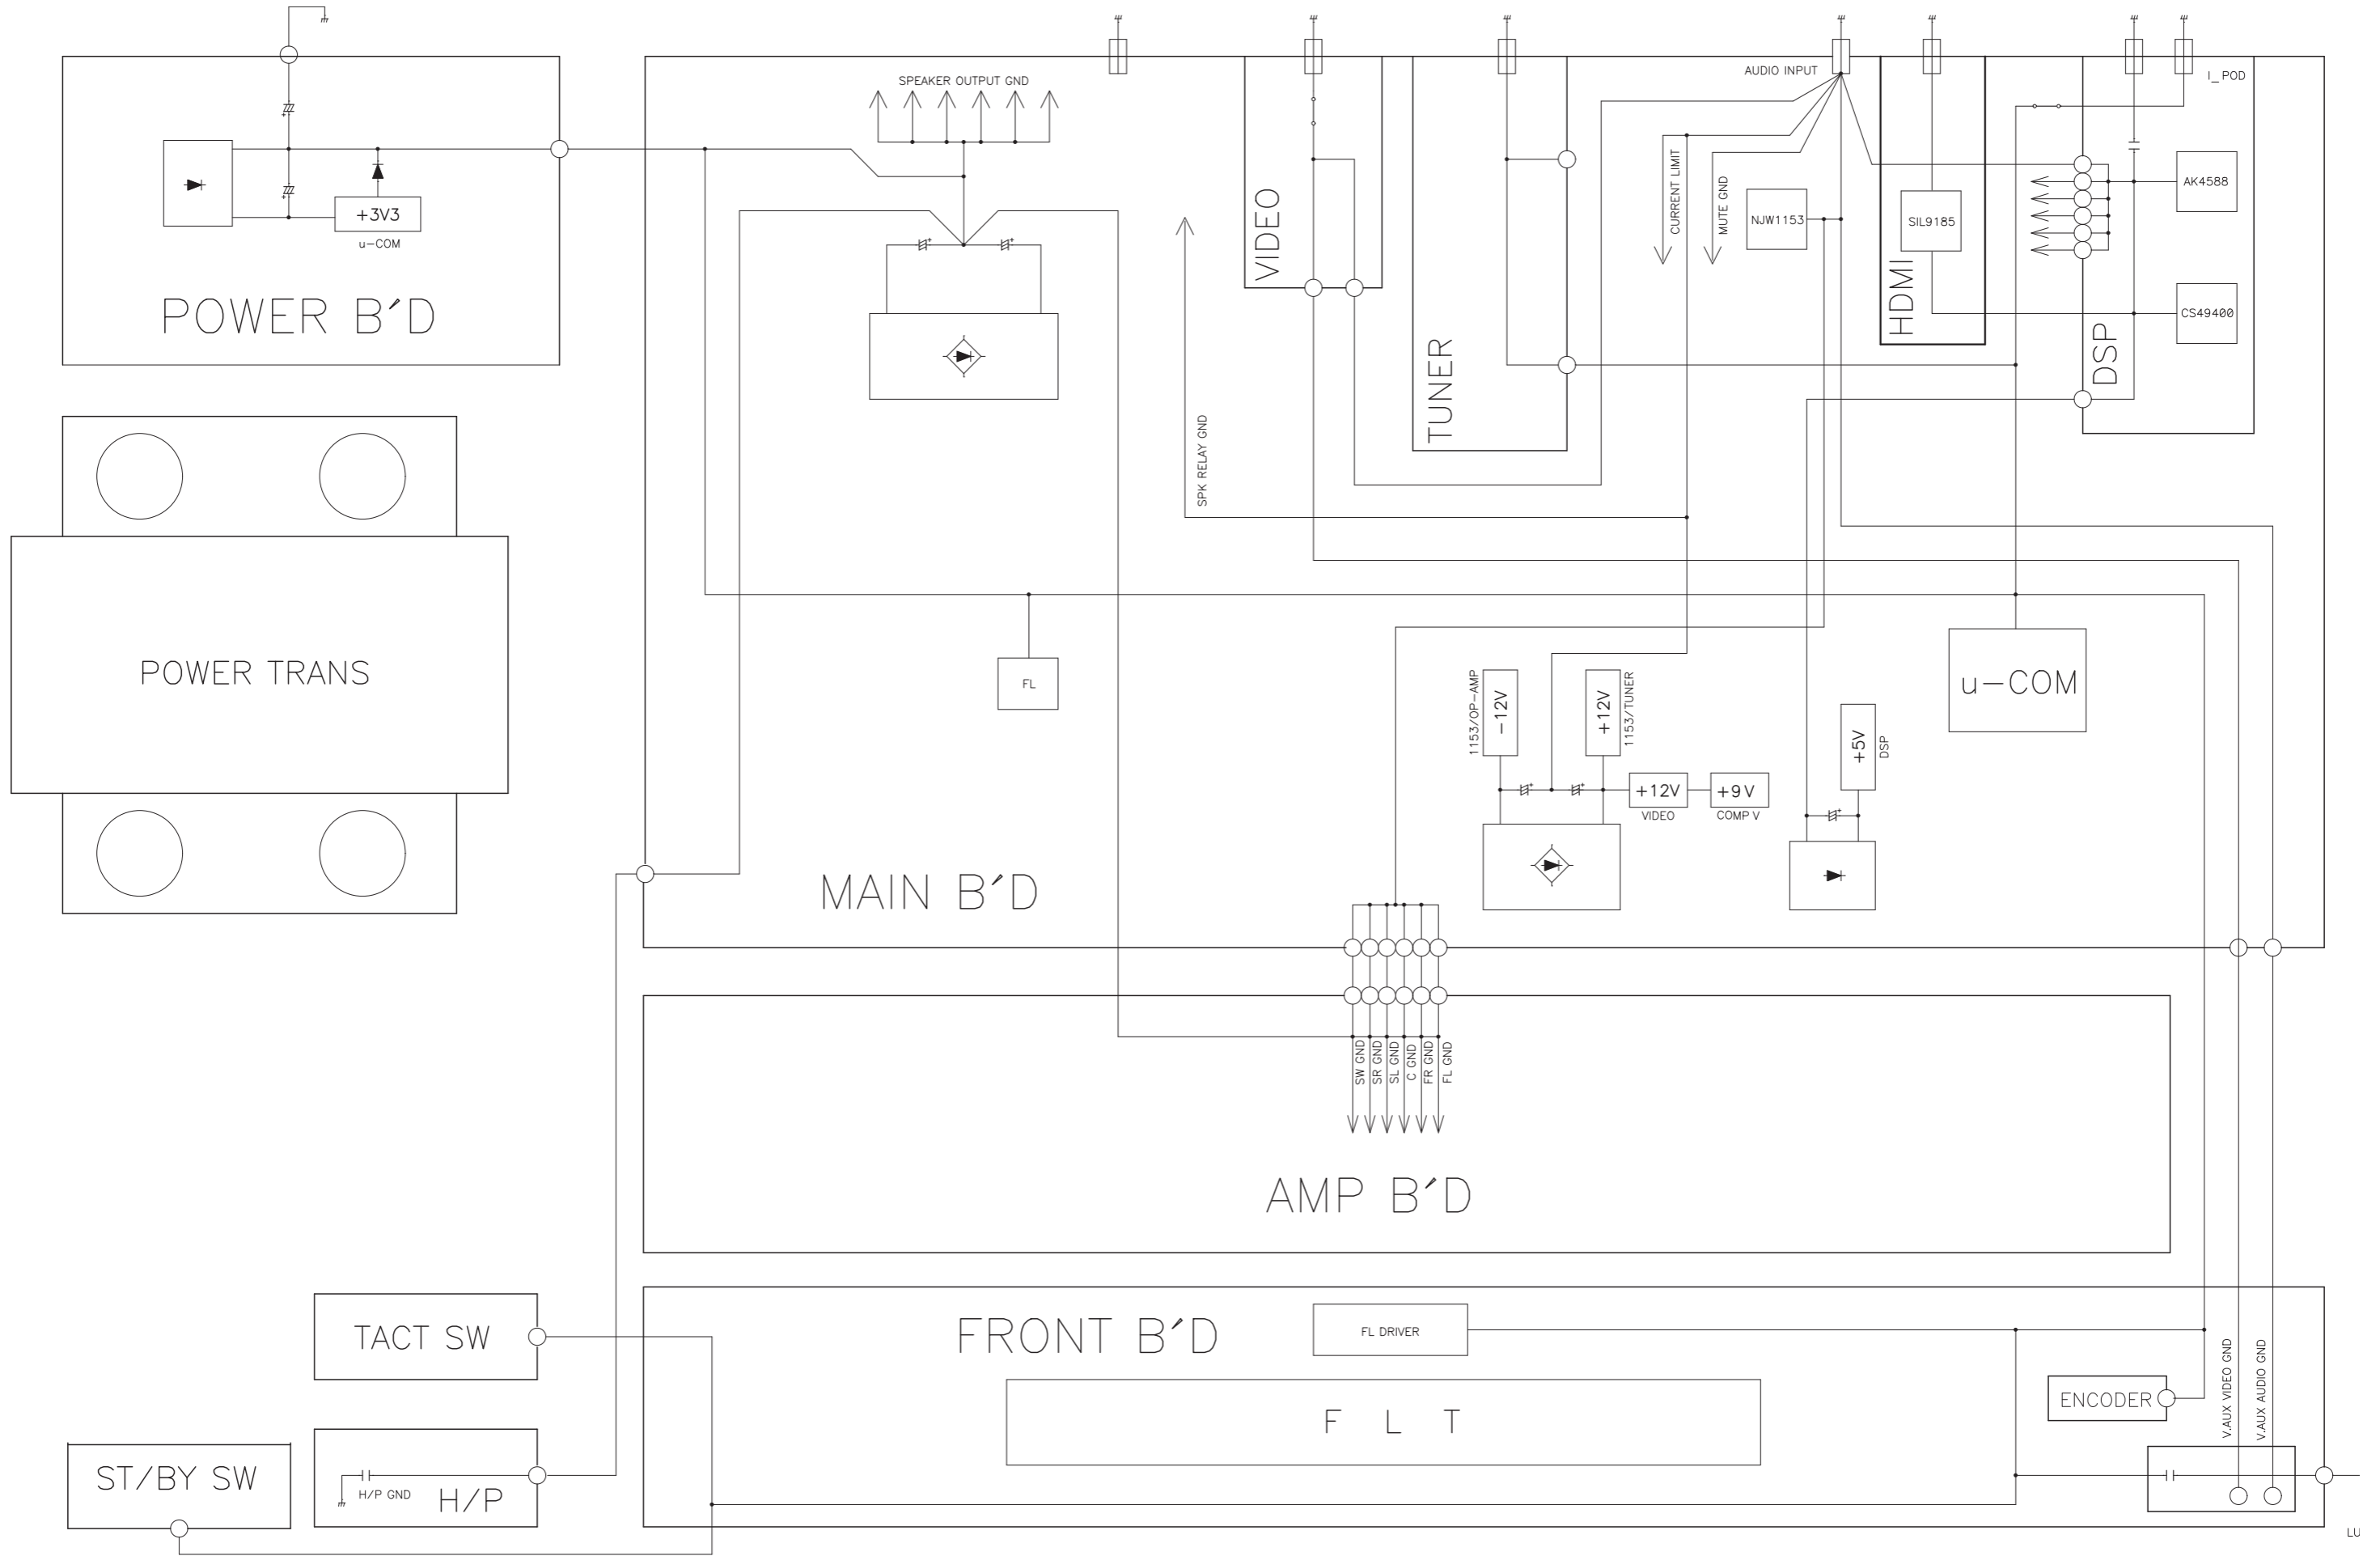 SPEAKER OUTPUT GND
AUDIO INPUT
I_POD
+3V3
u-COM
POWER B'D
VIDEO
TUNER
CURRENT LIMIT
MUTE GND
NJW1153
SIL9185
HDMI
AK4588
CS49400
DSP
SPK RELAY GND
POWER TRANS
FL
1153/OP-AMP
-12V
+12V
1153/TUNER
+12V
VIDEO
+9V
COMP V
+5V
DSP
u-COM
MAIN B'D
SW GND
SR GND
SL GND
C GND
FR GND
FL GND
AMP B'D
TACT SW
FRONT B'D
FL DRIVER
F L T
ENCODER
V.AUX VIDEO GND
V.AUX AUDIO GND
ST/BY SW
H/P GND
H/P
LU